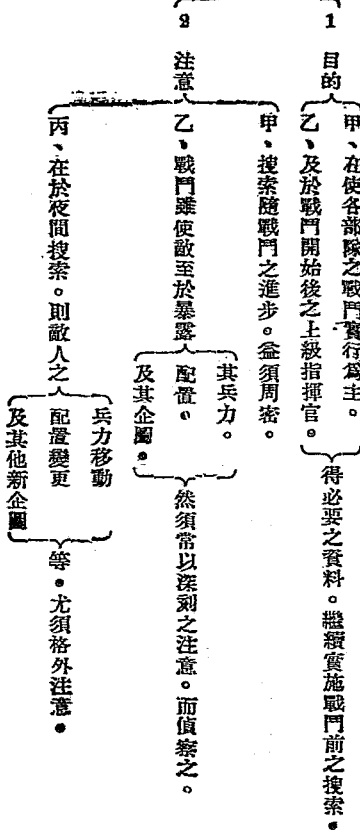 1 目的
甲、在使各部隊之戰鬥實行爲主。
乙、及於戰鬥開始後之上級指揮官。
得必要之資料。繼續實施戰鬥前之搜索。
2 注意
甲、搜索隨戰鬥之進步。益須周密。
乙、戰鬥雖使敵至於暴露
其兵力。
配置。
及其企圖。
然須常以深刻之注意。而偵察之。
丙、在於夜間搜索。則敵人之
兵力移動
配置變更
及其他新企圖
等。尤須格外注意。